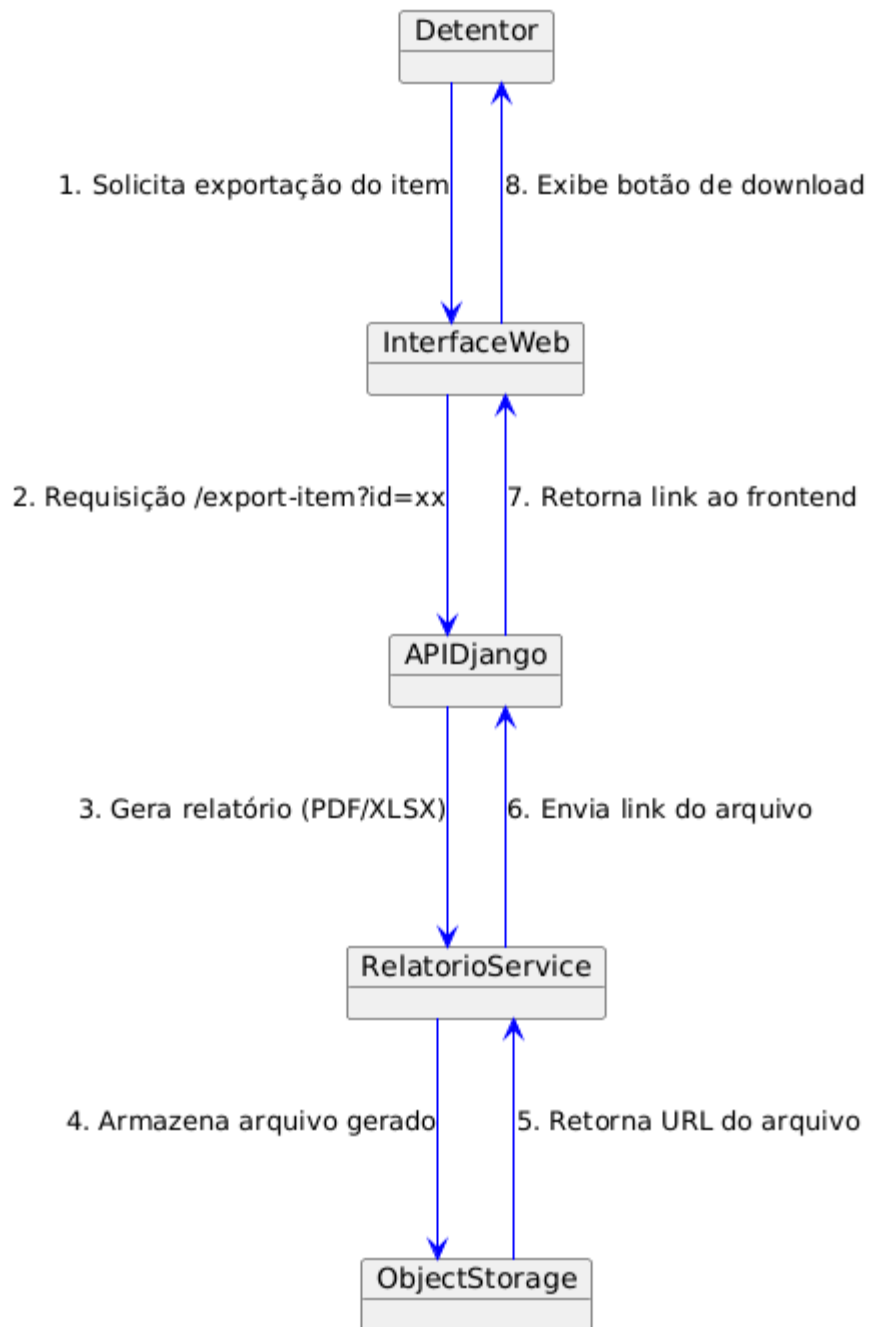 Detentor
1. Solicita exportação do item
8. Exibe botão de download
InterfaceWeb
2. Requisição /export-item?id=xx
7. Retorna link ao frontend
APIDjango
3. Gera relatório (PDF/XLSX)
6. Envia link do arquivo
RelatorioService
4. Armazena arquivo gerado
5. Retorna URL do arquivo
ObjectStorage